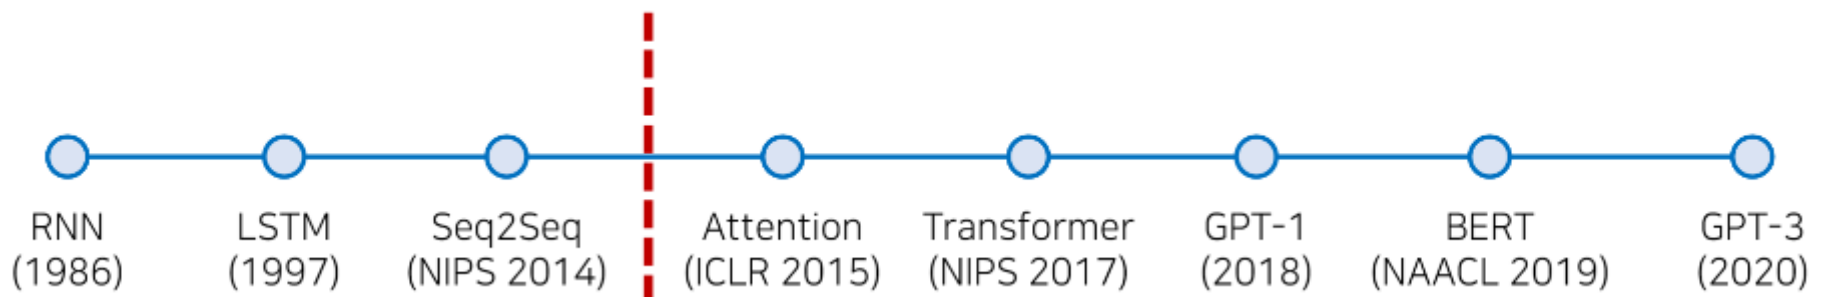 RNN
(1986)
LSTM
(1997)
Seq2Seq
(NIPS 2014)
Attention
(ICLR 2015)
Transformer
(NIPS 2017)
GPT-1
(2018)
BERT
(NAACL 2019)
GPT-3
(2020)